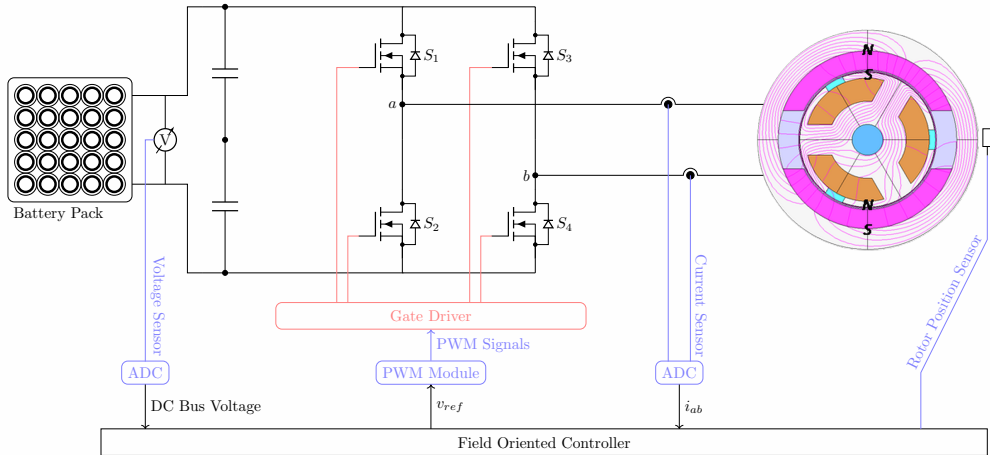 N
S
S₁
S₃
a
V
b
N
S
Battery Pack
S₂
S₄
Voltage Sensor
Current Sensor
Rotor Position Sensor
Gate Driver
PWM Signals
ADC
PWM Module
ADC
DC Bus Voltage
v_ref
i_ab
Field Oriented Controller